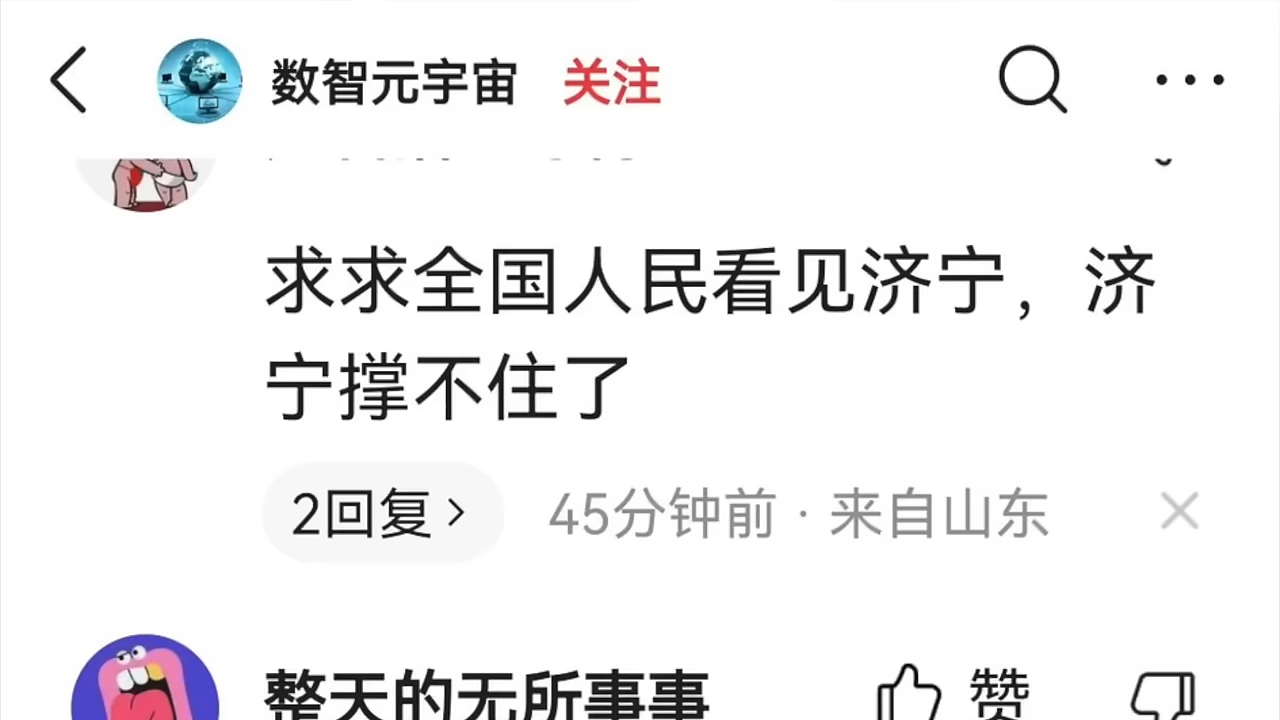 数智元宇宙 关注
求求全国人民看见济宁，济
宁撑不住了
2回复 45分钟前 · 来自山东
整天的无所事事 赞